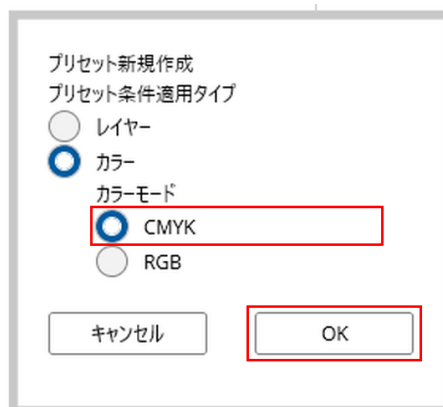 プリセット新規作成
プリセット条件適用タイプ
レイヤー
カラー
カラーモード
CMYK
RGB
キャンセル
OK